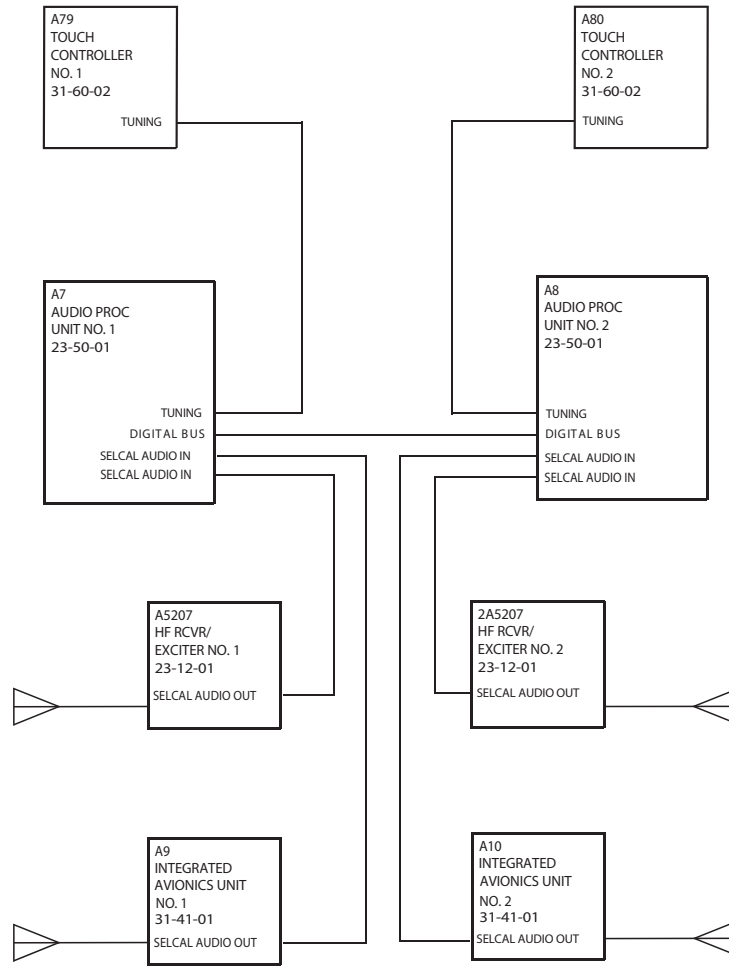 A79
TOUCH
CONTROLLER
NO. 1
31-60-02
TUNING
A80
TOUCH
CONTROLLER
NO. 2
31-60-02
TUNING
A7
AUDIO PROC
UNIT NO. 1
23-50-01
TUNING
DIGITAL BUS
SELCAL AUDIO IN
SELCAL AUDIO IN
A8
AUDIO PROC
UNIT NO. 2
23-50-01
TUNING
DIGITAL BUS
SELCAL AUDIO IN
SELCAL AUDIO IN
A5207
HF RCVR/
EXCITER NO. 1
23-12-01
SELCAL AUDIO OUT
2A5207
HF RCVR/
EXCITER NO. 2
23-12-01
SELCAL AUDIO OUT
A9
INTEGRATED
AVIONICS UNIT
NO. 1
31-41-01
SELCAL AUDIO OUT
A10
INTEGRATED
AVIONICS UNIT
NO. 2
31-41-01
SELCAL AUDIO OUT